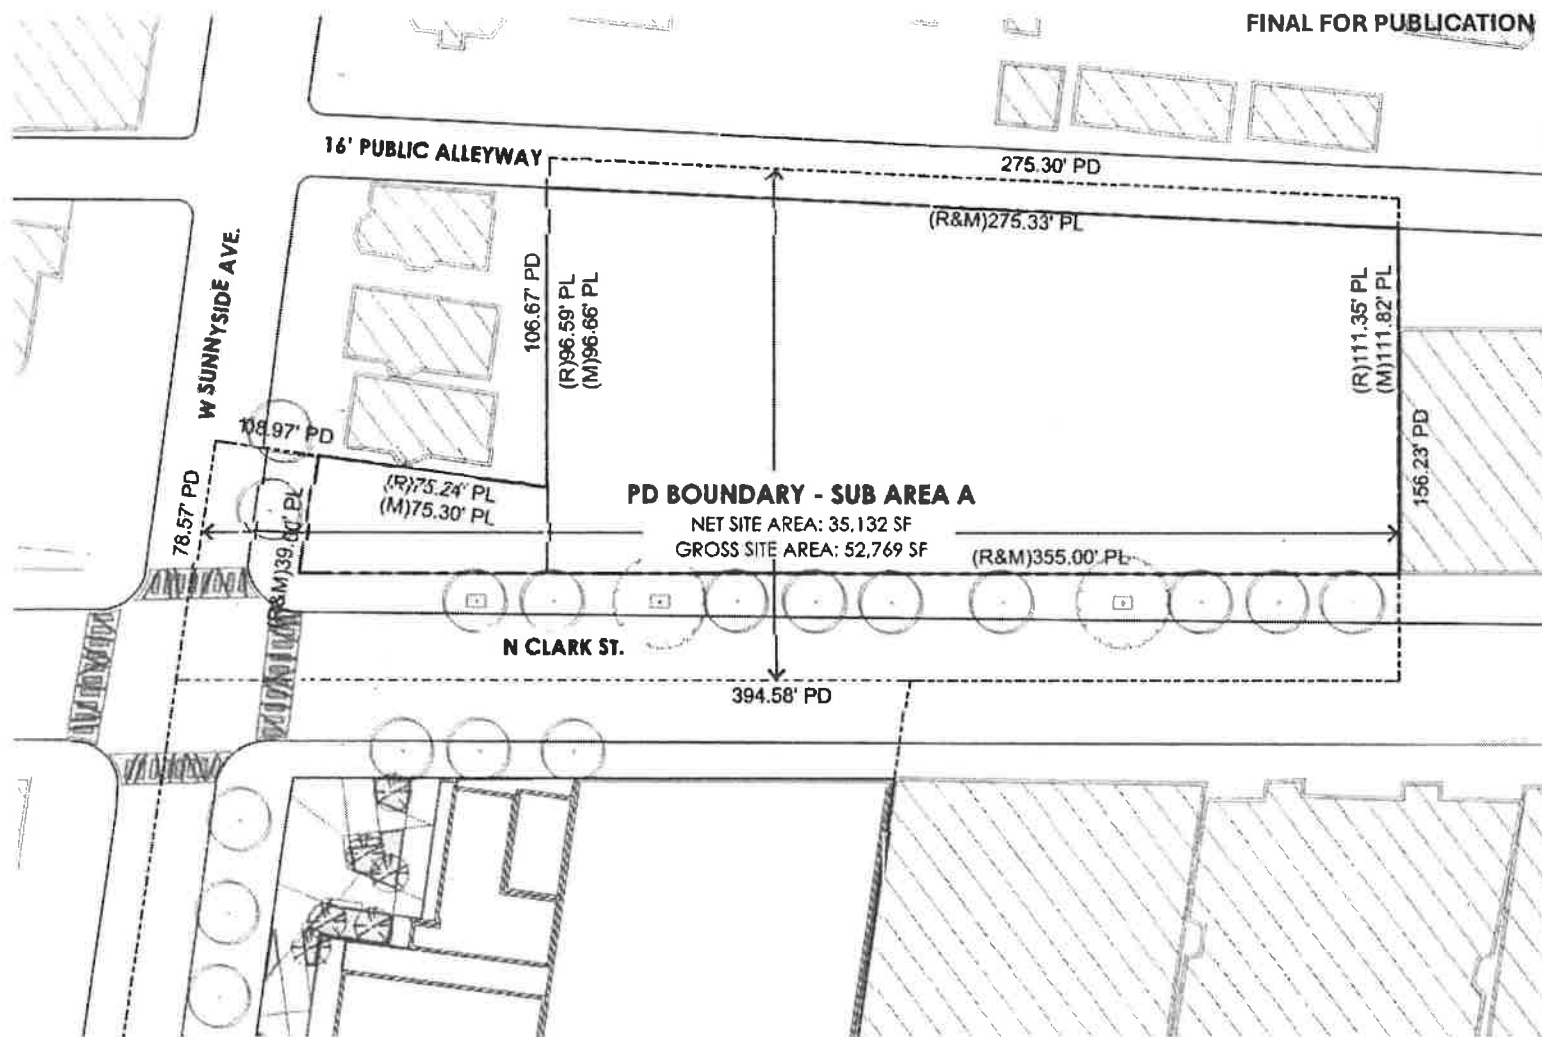 FINAL FOR PUBLICATION
16' PUBLIC ALLEYWAY
275.30' PD
(R&M)275.33' PL
W SUNNYSIDE AVE.
106.67' PD
(R)96.59' PL
(M)96.66' PL
(R)111.35' PL
(M)111.82' PL
156.23' PD
108.97' PD
(R)75.24' PL
(M)75.30' PL
78.57' PD
(R&M)39.00' PL
PD BOUNDARY - SUB AREA A
NET SITE AREA: 35,132 SF
GROSS SITE AREA: 52,769 SF
(R&M)355.00' PL
N CLARK ST.
394.58' PD